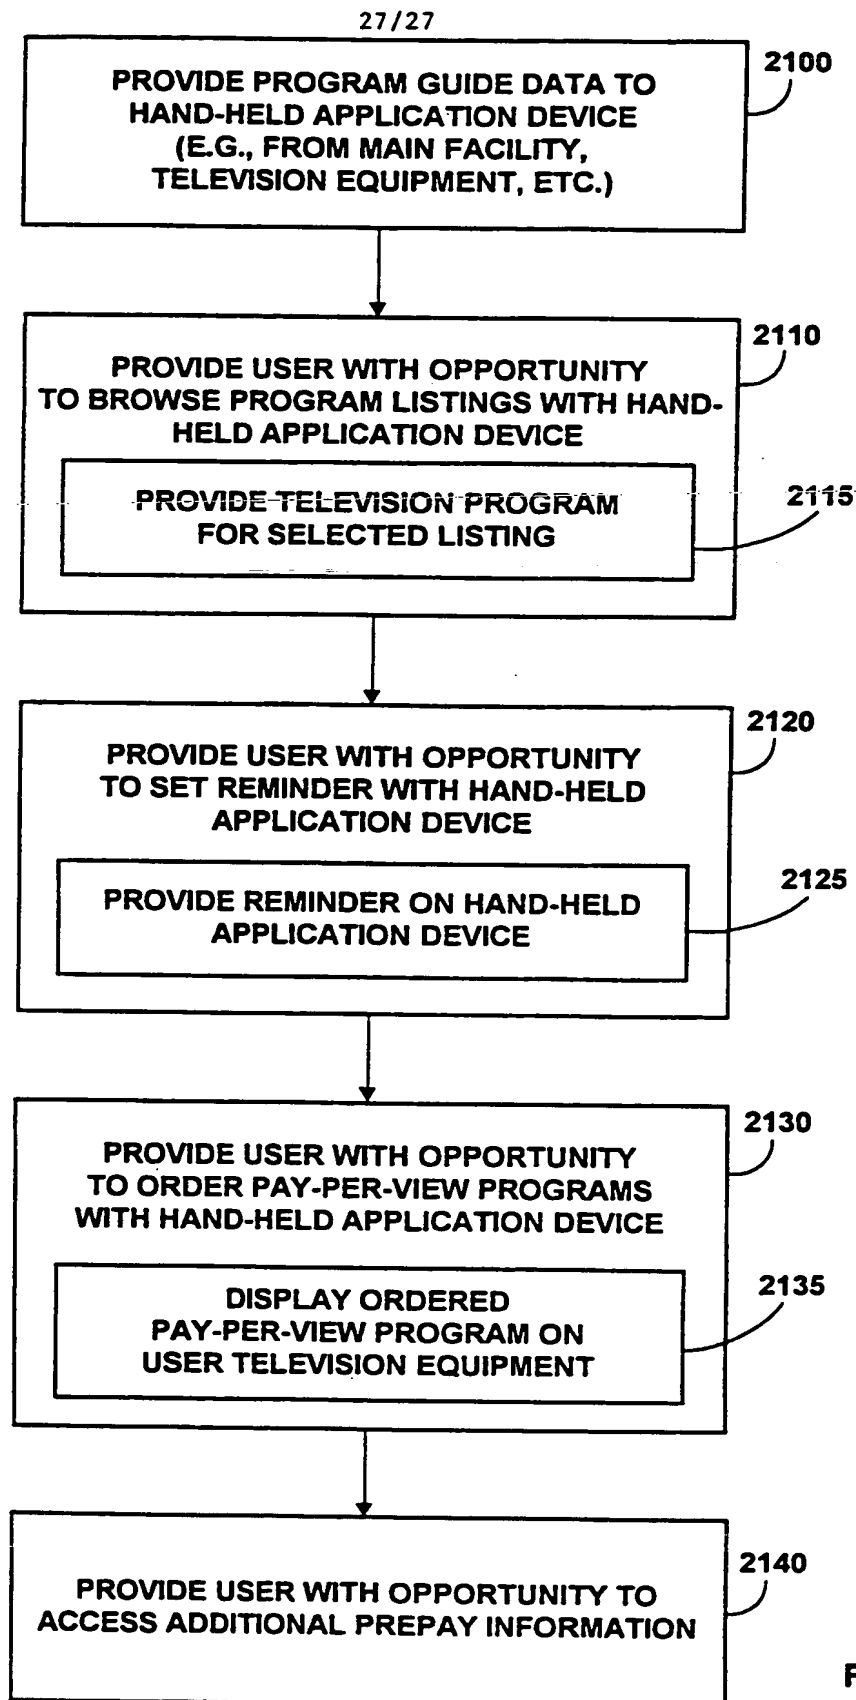 27/27
PROVIDE PROGRAM GUIDE DATA TO
HAND-HELD APPLICATION DEVICE
(E.G., FROM MAIN FACILITY,
TELEVISION EQUIPMENT, ETC.)
2100
PROVIDE USER WITH OPPORTUNITY
TO BROWSE PROGRAM LISTINGS WITH HAND-
HELD APPLICATION DEVICE
2110
PROVIDE TELEVISION PROGRAM
FOR SELECTED LISTING
2115
PROVIDE USER WITH OPPORTUNITY
TO SET REMINDER WITH HAND-HELD
APPLICATION DEVICE
2120
PROVIDE REMINDER ON HAND-HELD
APPLICATION DEVICE
2125
PROVIDE USER WITH OPPORTUNITY
TO ORDER PAY-PER-VIEW PROGRAMS
WITH HAND-HELD APPLICATION DEVICE
2130
DISPLAY ORDERED
PAY-PER-VIEW PROGRAM ON
USER TELEVISION EQUIPMENT
2135
PROVIDE USER WITH OPPORTUNITY TO
ACCESS ADDITIONAL PREPAY INFORMATION
2140